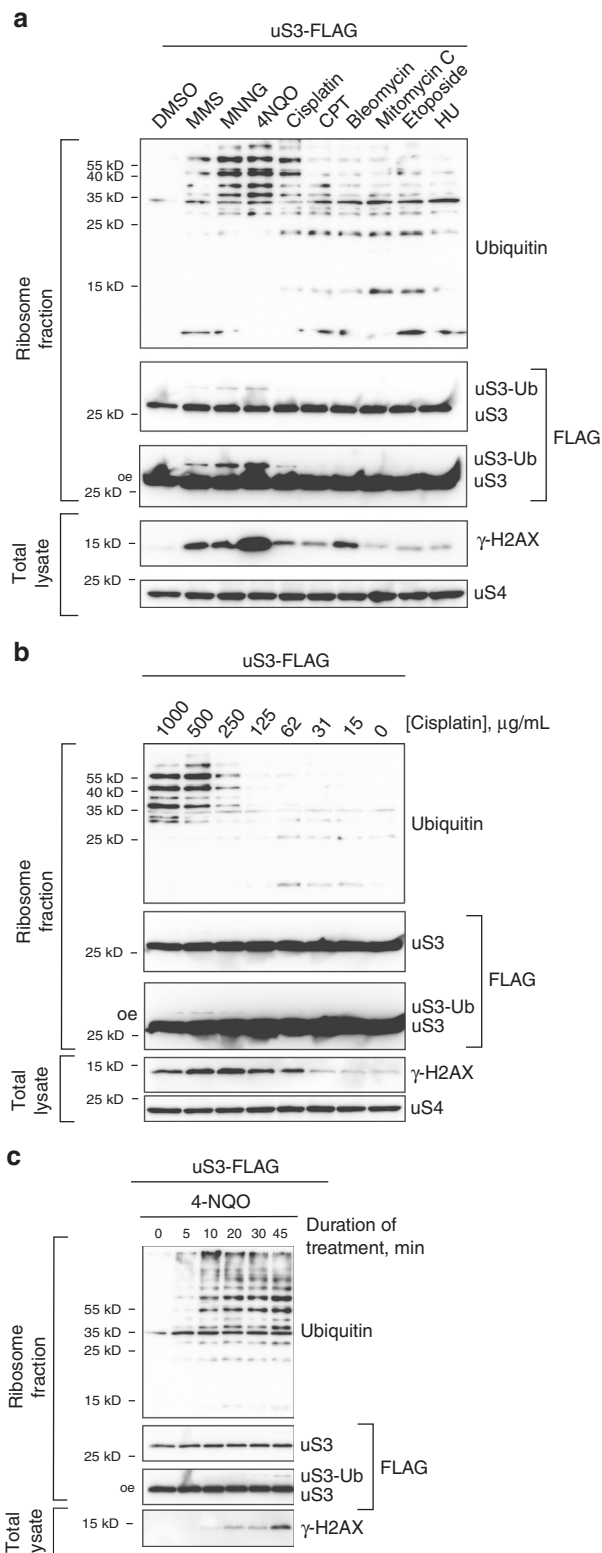 a
uS3-FLAG
DMSO MMS MNNG 4NQO Cisplatin CPT Bleomycin Mitomycin C Etoposide HU
55 kD
40 kD
35 kD
25 kD
15 kD
Ubiquitin
Ribosome fraction
uS3-Ub
25 kD
uS3
FLAG
uS3-Ub
oe
uS3
25 kD
15 kD
γ-H2AX
Total lysate
25 kD
uS4
b
uS3-FLAG
1000 500 250 125 62 31 15 0 [Cisplatin], μg/mL
55 kD
40 kD
35 kD
25 kD
Ubiquitin
Ribosome fraction
uS3
25 kD
FLAG
uS3-Ub
oe
uS3
25 kD
15 kD
γ-H2AX
Total lysate
25 kD
uS4
c
uS3-FLAG
4-NQO
0 5 10 20 30 45 Duration of
treatment, min
55 kD
35 kD Ubiquitin
25 kD
15 kD
Ribosome fraction
uS3
25 kD
FLAG
uS3-Ub
oe
uS3
15 kD
γ-H2AX
Total lysate